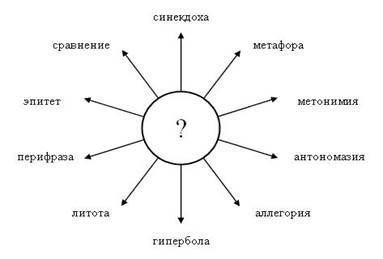 синекдоха
сравнение
метафора
эпитет
метонимия
?
перифраза
антономазия
литота
аллегория
гипербола